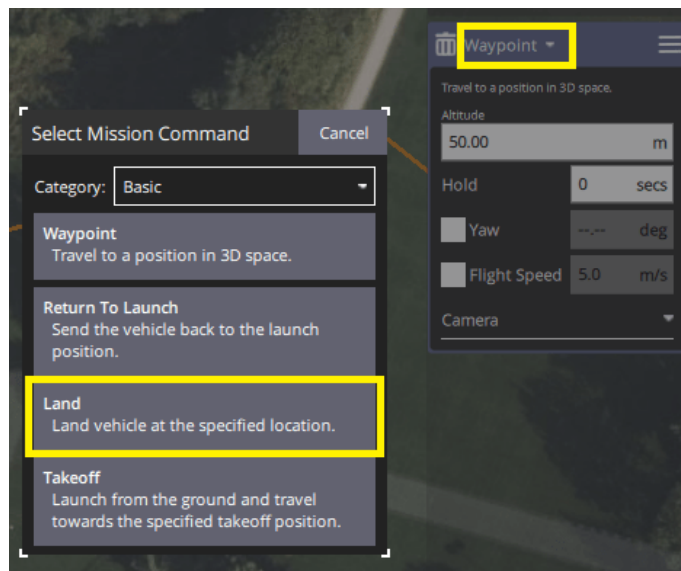 Select Mission Command
Cancel
Category:
Basic
Waypoint
Travel to a position in 3D space.
Return To Launch
Send the vehicle back to the launch
position.
Land
Land vehicle at the specified location.
Takeoff
Launch from the ground and travel
towards the specified takeoff position.
Waypoint
Travel to a position in 3D space.
Altitude
50.00 m
Hold 0 secs
Yaw --.-- deg
Flight Speed 5.0 m/s
Camera